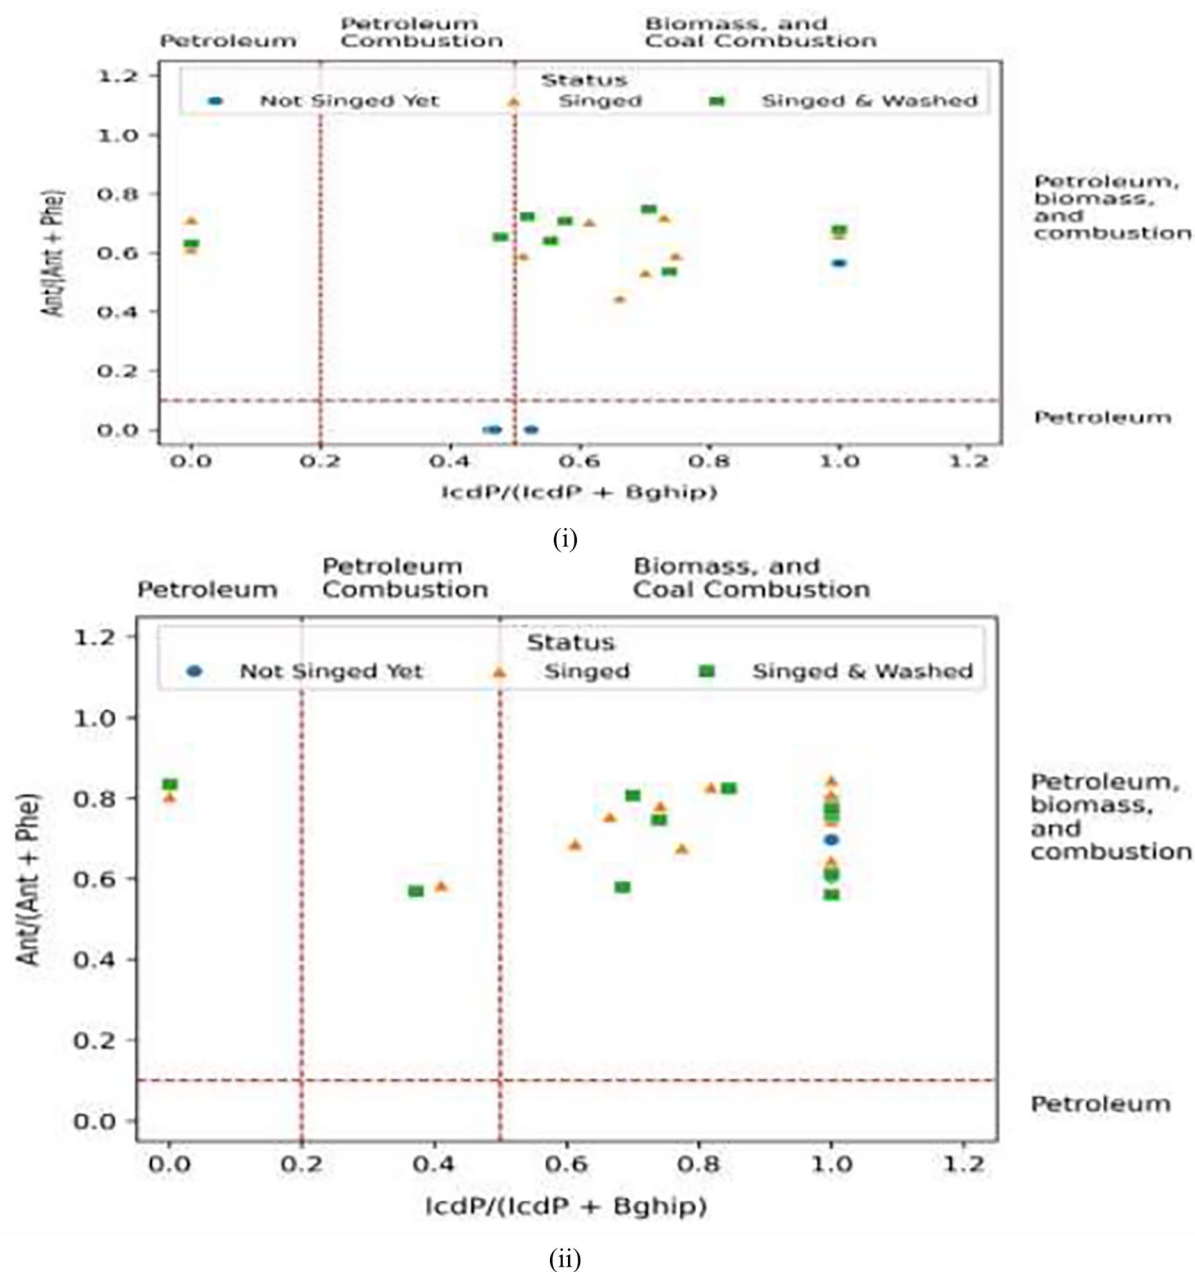 Petroleum
Petroleum
Combustion
Biomass, and
Coal Combustion
Status
Not Singed Yet
Singed
Singed & Washed
1.2
1.0
0.8
0.6
0.4
0.2
0.0
Ant/(Ant + Phe)
Petroleum,
biomass,
and
combustion
Petroleum
0.0 0.2 0.4 0.6 0.8 1.0 1.2
IcdP/(IcdP + Bghip)
(i)
Petroleum
Petroleum
Combustion
Biomass, and
Coal Combustion
Status
Not Singed Yet
Singed
Singed & Washed
1.2
1.0
0.8
0.6
0.4
0.2
0.0
Ant/(Ant + Phe)
Petroleum,
biomass,
and
combustion
Petroleum
0.0 0.2 0.4 0.6 0.8 1.0 1.2
IcdP/(IcdP + Bghip)
(ii)